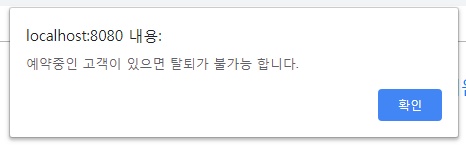 localhost:8080 내용:
예약중인 고객이 있으면 탈퇴가 불가능 합니다.
확인